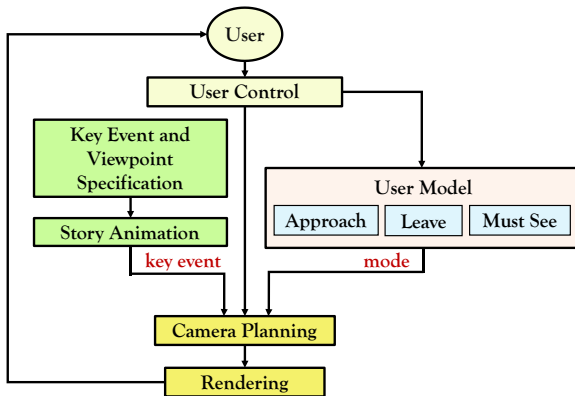 User
User Control
Key Event and
Viewpoint
Specification
Story Animation
User Model
Approach
Leave
Must See
key event
mode
Camera Planning
Rendering